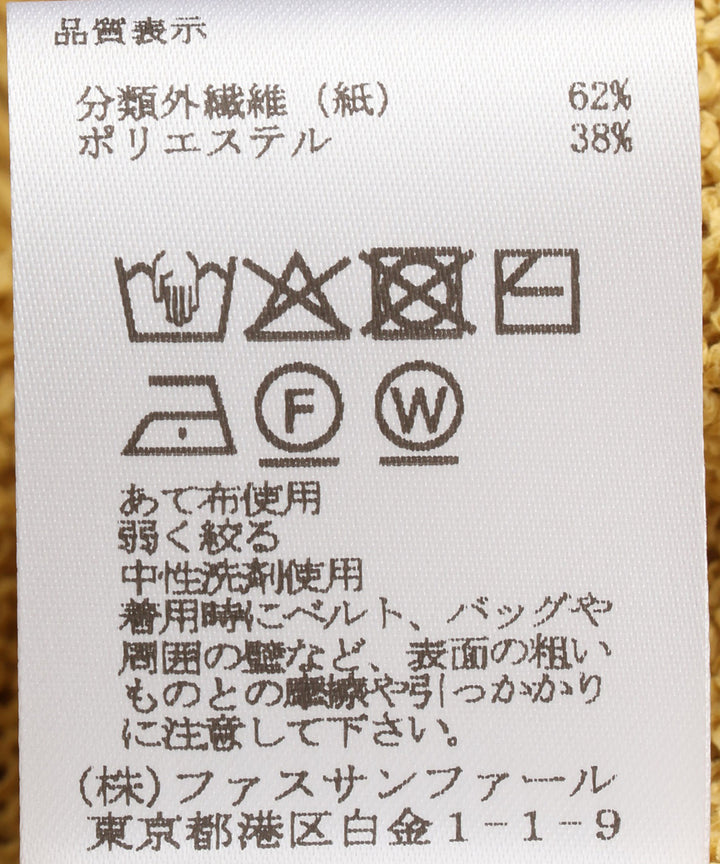 品質表示
分類外繊維（紙） 62%
ポリエステル 38%
F W
あて布使用
弱く絞る
中性洗剤使用
着用時にベルト、バッグや
周囲の壁など、表面の粗い
ものとの摩擦や引っかかり
に注意して下さい。
(株)ファスサンファール
東京都港区白金1-1-9